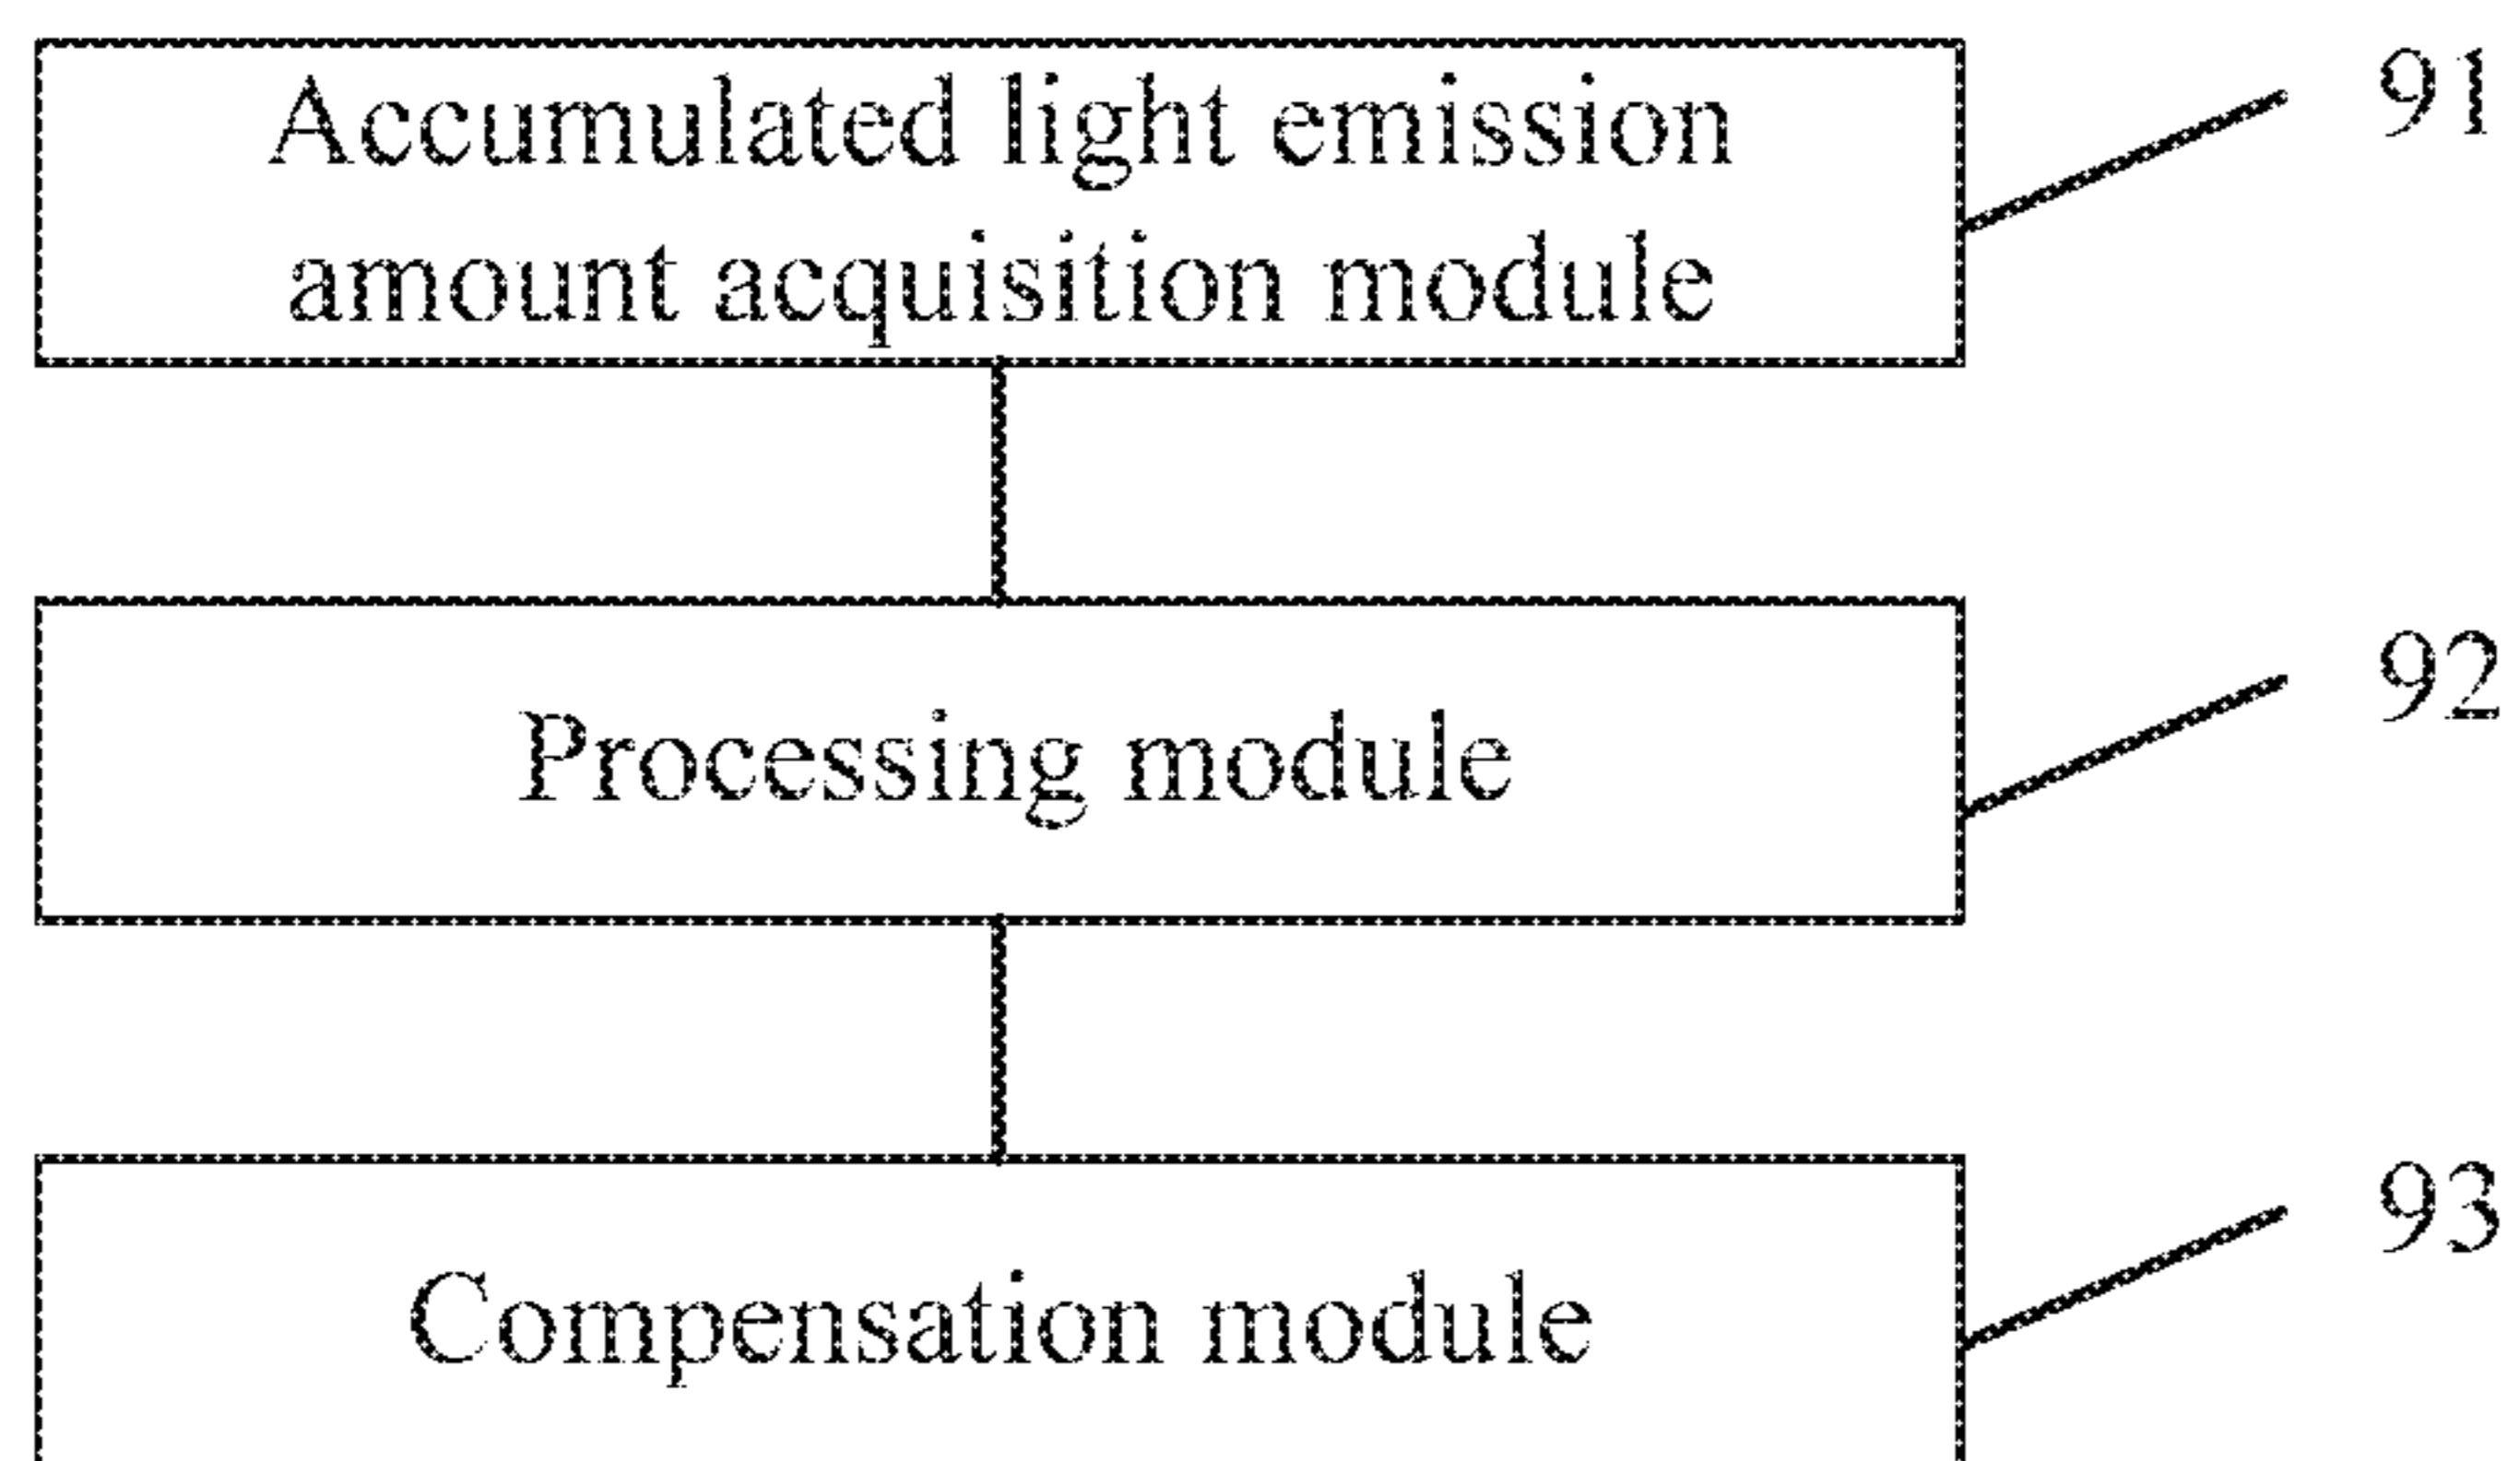 Accumulated light emission 91
amount acquisition module
92
Processing module
93
Compensation module